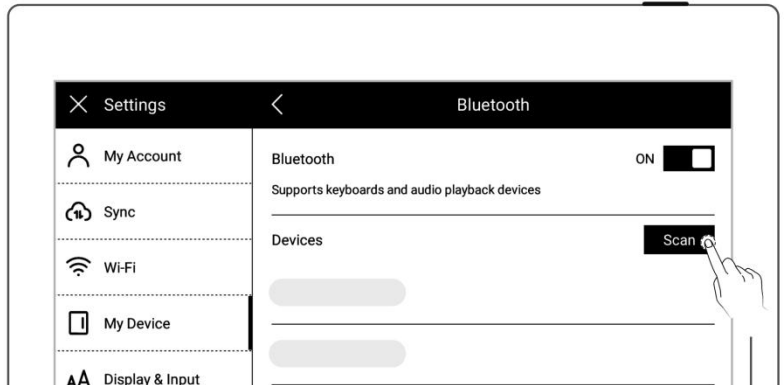 Settings
Bluetooth
My Account
Sync
Wi-Fi
My Device
AA Display & Input
Bluetooth
ON
Supports keyboards and audio playback devices
Devices
Scan